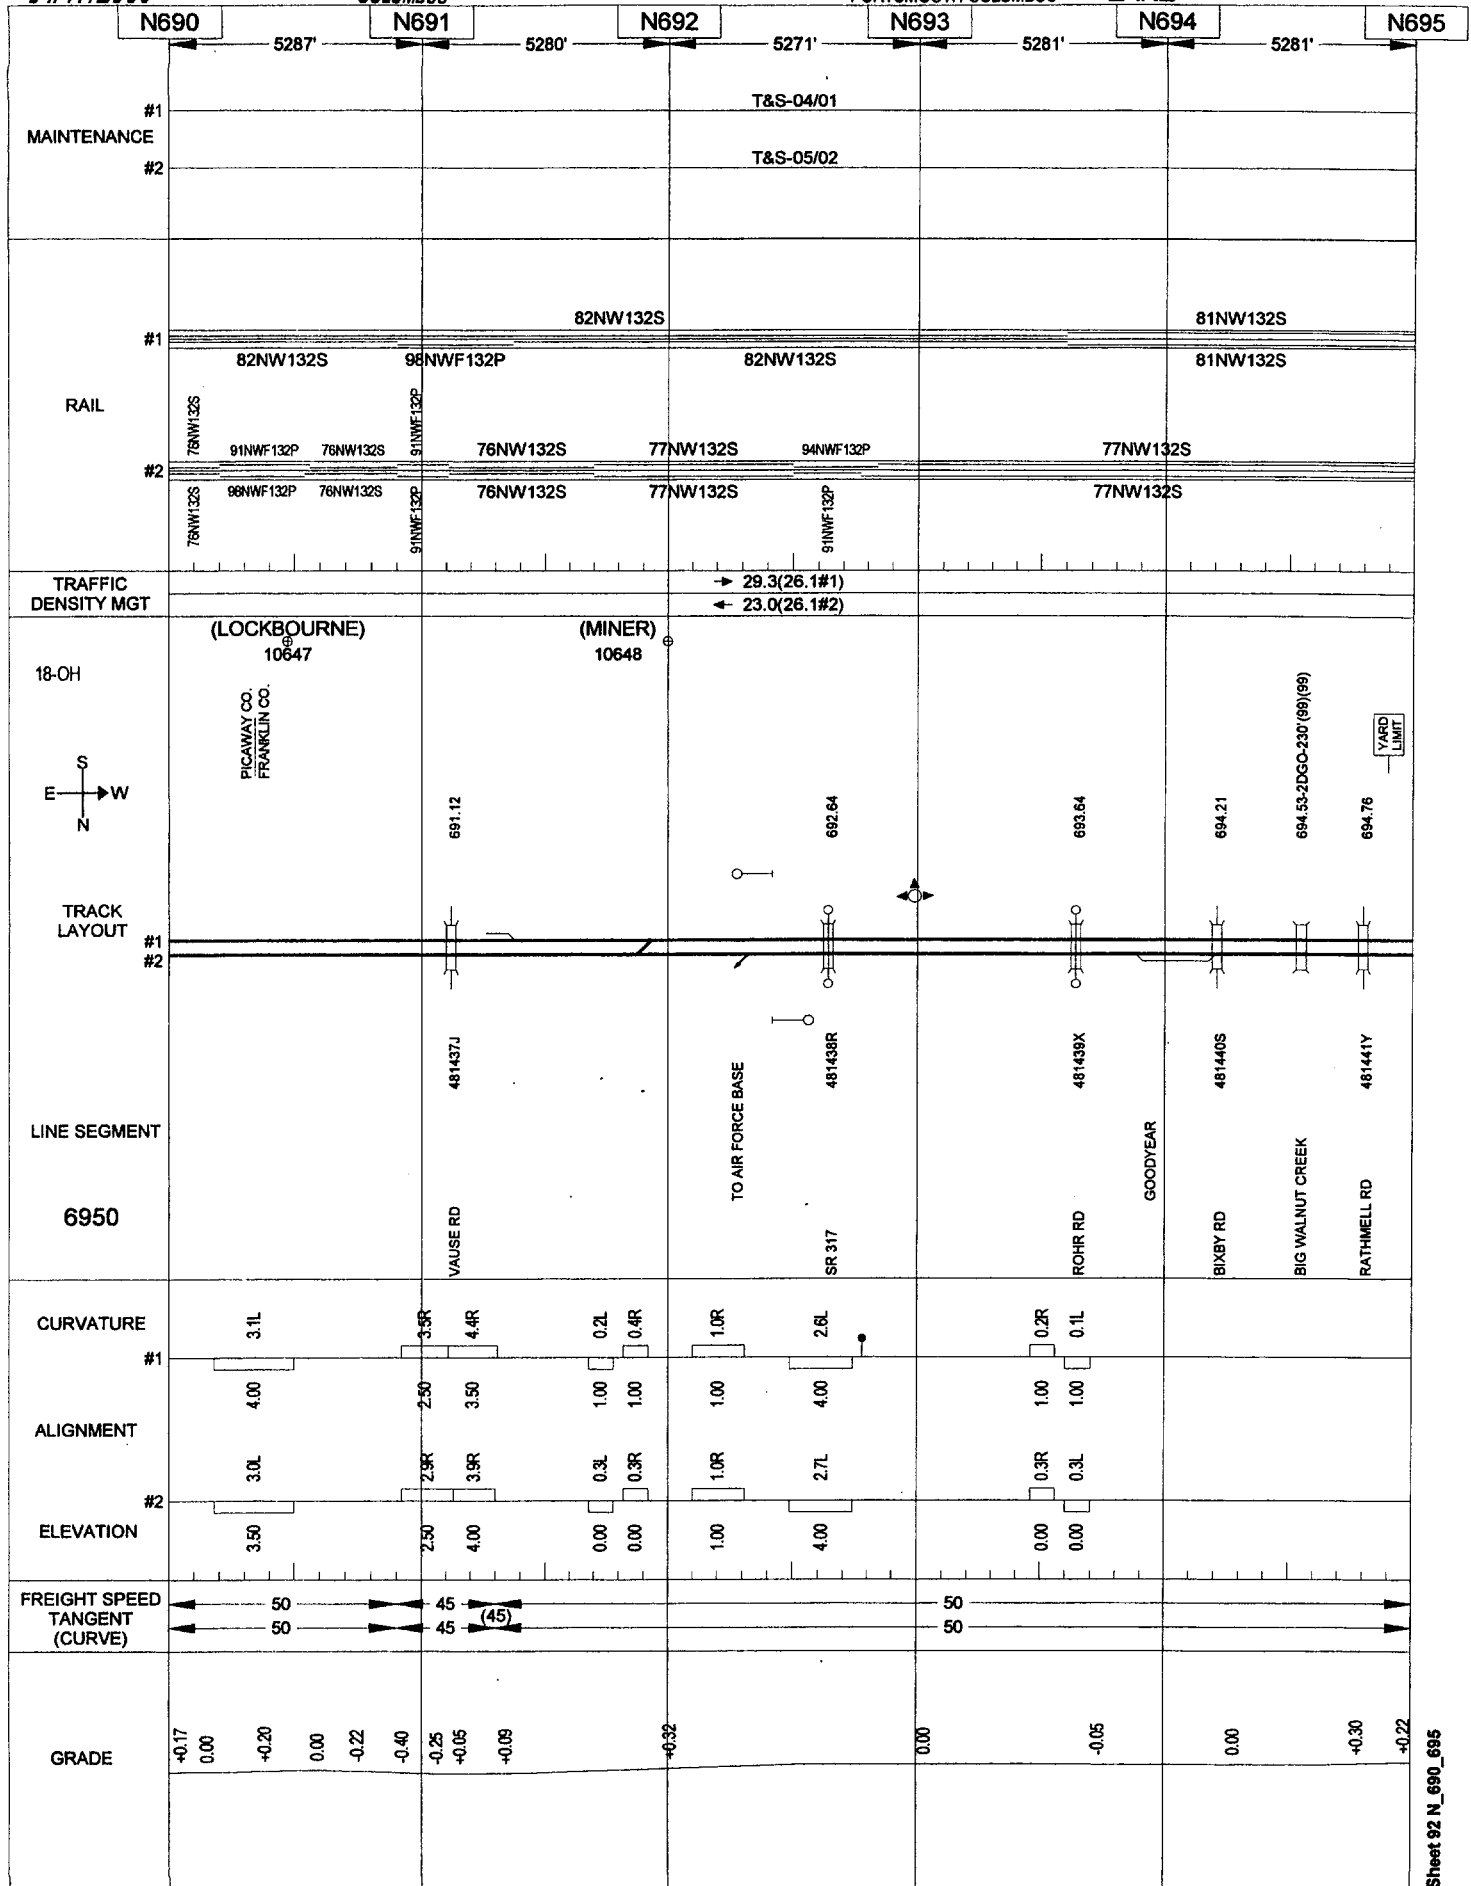 N690 N691 N692 N693 N694 N695
5287' 5280' 5271' 5281' 5281'
MAINTENANCE
#1
T&S-04/01
#2
T&S-05/02
RAIL
82NW132S 81NW132S
#1
82NW132S 98NWF132P 82NW132S 81NW132S
76NW132S 91NWF132P 76NW132S 91NWF132P 76NW132S 77NW132S 94NWF132P 77NW132S
#2
76NW132S 98NWF132P 76NW132S 91NWF132P 76NW132S 77NW132S 91NWF132P 77NW132S
TRAFFIC
DENSITY MGT
29.3(26.1#1)
23.0(26.1#2)
(LOCKBOURNE) (MINER)
10647 10648
18-OH
PICAWAY CO.
FRANKLIN CO.
S
E W
N
691.12 692.64 693.64 694.21 694.53-2DGO-230'(99)(99) 694.76
YARD
LIMIT
TRACK
LAYOUT
#1
#2
481437J 481438R 481439X 481440S 481441Y
LINE SEGMENT
6950
VAUSE RD
TO AIR FORCE BASE
SR 317
ROHR RD
GOODYEAR
BIXBY RD
BIG WALNUT CREEK
RATHMELL RD
CURVATURE
3.1L 3.5R 4.4R 0.2L 0.4R 1.0R 2.6L 0.2R 0.1L
#1
4.00 2.50 3.50 1.00 1.00 1.00 4.00 1.00 1.00
ALIGNMENT
3.0L 2.9R 3.9R 0.3L 0.3R 1.0R 2.7L 0.3R 0.3L
#2
ELEVATION
3.50 2.50 4.00 0.00 0.00 1.00 4.00 0.00 0.00
FREIGHT SPEED
TANGENT
(CURVE)
50 45 50
(45)
50 45 50
GRADE
+0.17 0.00 +0.20 0.00 -0.22 -0.40 -0.25 +0.05 +0.09 +0.32 0.00 -0.05 0.00 +0.30 +0.22
Sheet 92 N_690_695